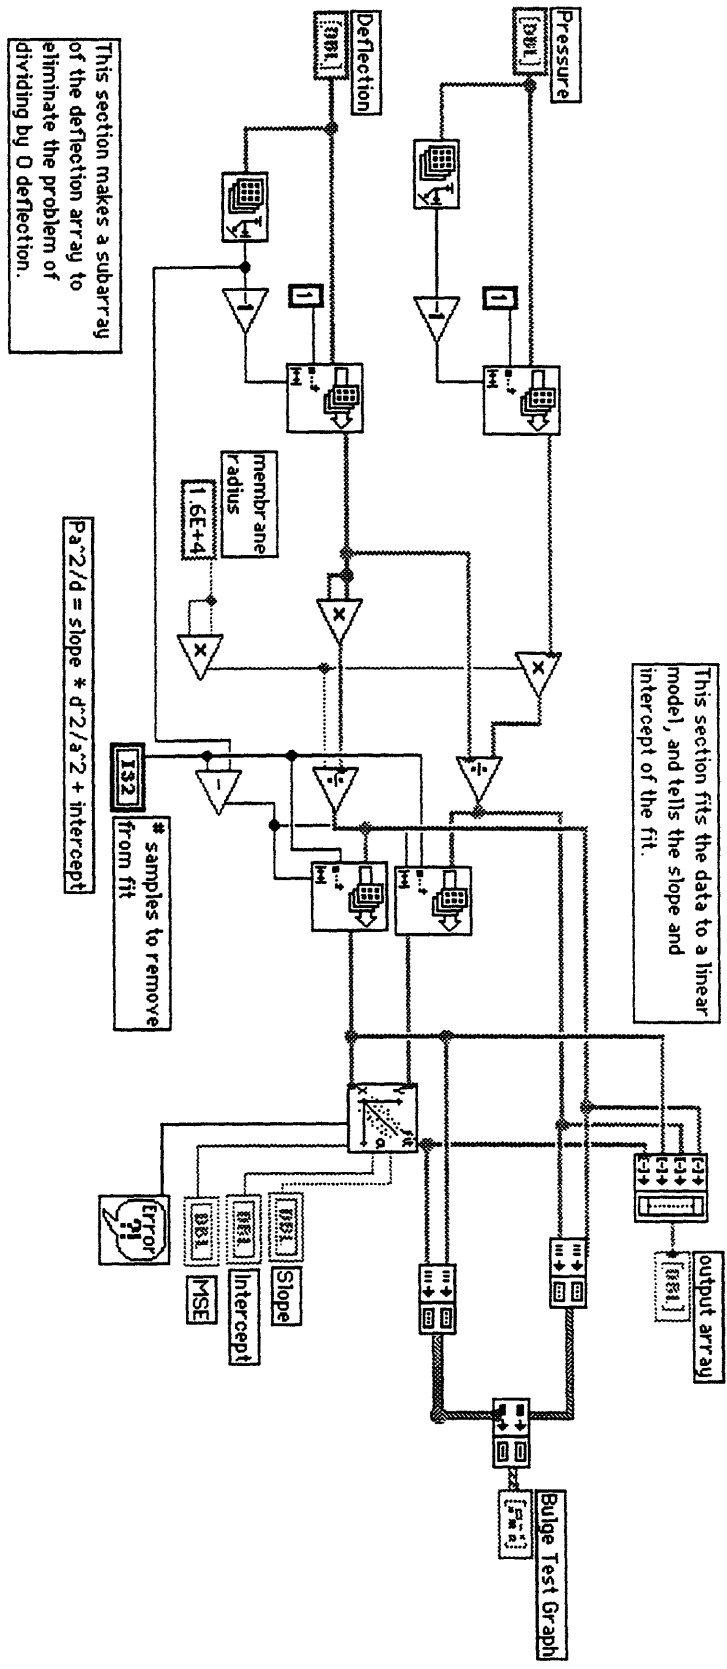 Pressure
[DBL]
1
-1
This section fits the data to a linear
model, and tells the slope and
intercept of the fit.
output array
[DBL]
Bulge Test Graph
Deflection
[DBL]
1
-1
membrane
radius
1.6E+4
x
x
x
÷
÷
-
Y
X
fit
a
Slope
DBL
Intercept
DBL
MSE
DBL
Error
?!
I32
# samples to remove
from fit
This section makes a subarray
of the deflection array to
eliminate the problem of
dividing by 0 deflection.
Pa^2/d = slope * d^2/a^2 + intercept